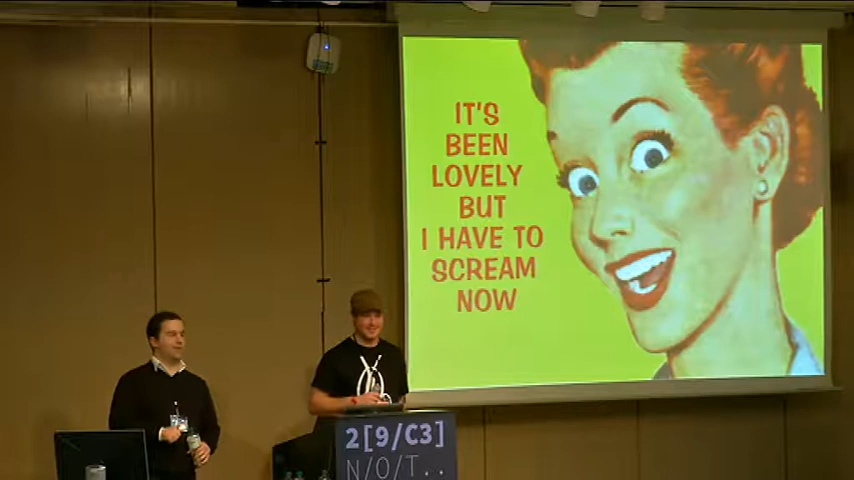 IT'S
BEEN
LOVELY
BUT
I HAVE TO
SCREAM
NOW
2[9/C3]
N/O/T...